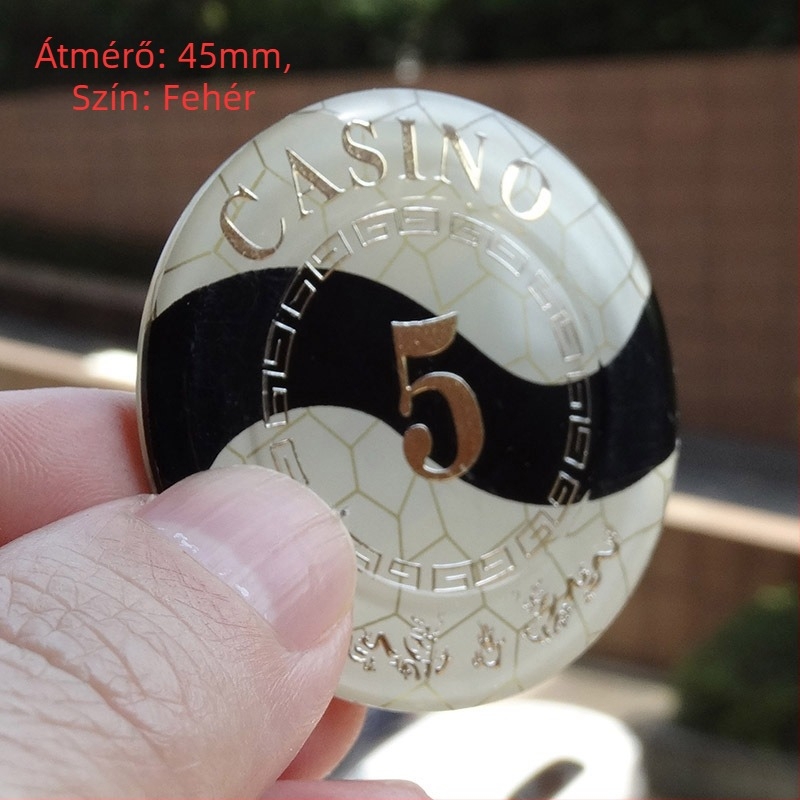 Átmérő: 45mm,
Szín: Fehér
CASINO
5